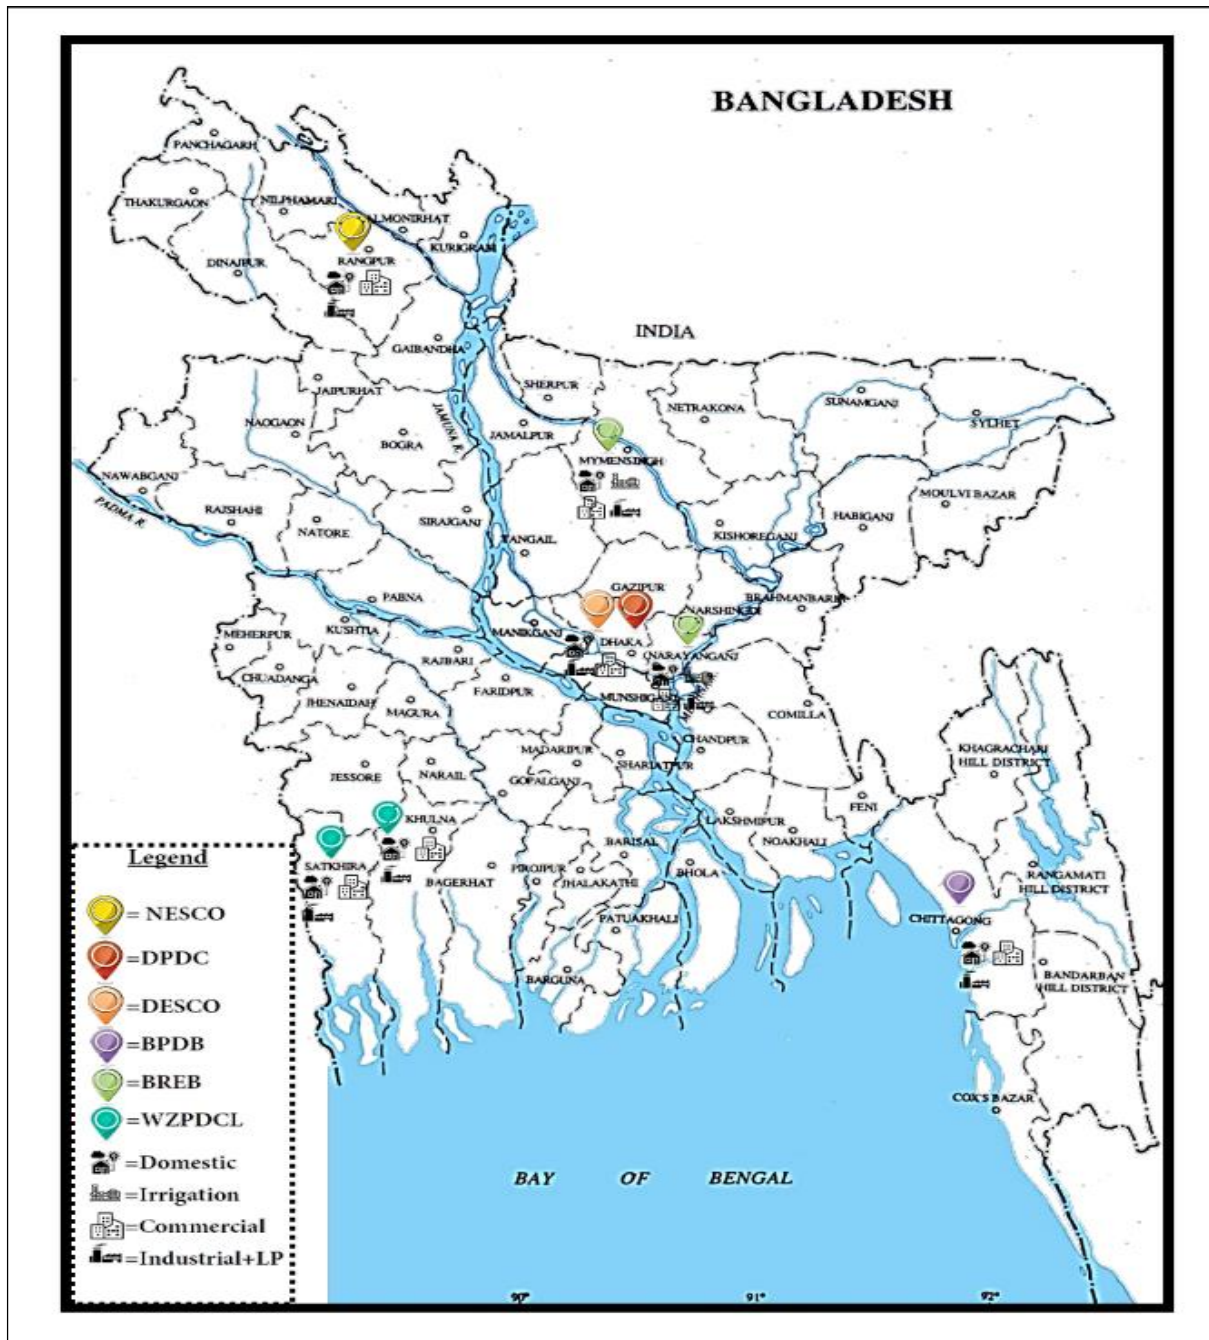 BANGLADESH
PANCHAGARH
THAKURGAON
NILPHAMARI
ALMONIRHAT
KURIGRAM
DINAJPUR
RANGPUR
INDIA
GAIBANDHA
SHERPUR
JAIPURHAT
NETRAKONA
SUNAMGANJ
SYLHET
NAOGAON
BOGRA
JAMUNA R.
JAMALPUR
MYMENSINGH
NAWABGANJ
PADMA R.
RAJSHAHI
NATORE
SIRAJGANJ
TANGAIL
KISHOREGANJ
HABIGANJ
MOULVI BAZAR
GAZIPUR
PABNA
BRAHMANBARIA
NARSHINGDI
KUSHTIA
MANIKGANJ
DHAKA
MEHERPUR
RAJBARI
NARAYANGANJ
CHUADANGA
FARIDPUR
MUNSHIGANJ
JHENAIDAH
MAGURA
COMILLA
MADARIPUR
CHANDPUR
KHAGRACHARI
HILL DISTRICT
JESSORE
NARAIL
GOPALGANJ
SHARIATPUR
FENI
KHULNA
LAKSHMIPUR
NOAKHALI
BARISAL
SATKHIRA
BAGERHAT
PIROJPUR
JHALAKATHI
BHOLA
RANGAMATI
HILL DISTRICT
PATUAKHALI
CHITTAGONG
BARGUNA
BANDARBAN
HILL DISTRICT
COX'S BAZAR
BAY OF BENGAL
90° 91° 92°
Legend
= NESCO
=DPDC
=DESCO
=BPDB
=BREB
=WZPDCL
=Domestic
=Irrigation
=Commercial
=Industrial+LP